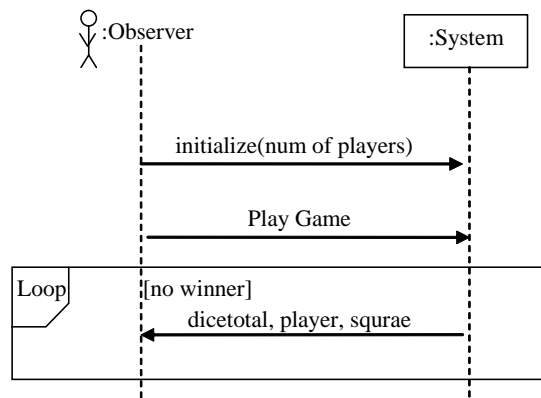 :Observer
:System
initialize(num of players)
Play Game
Loop
[no winner]
dicetotal, player, squrae